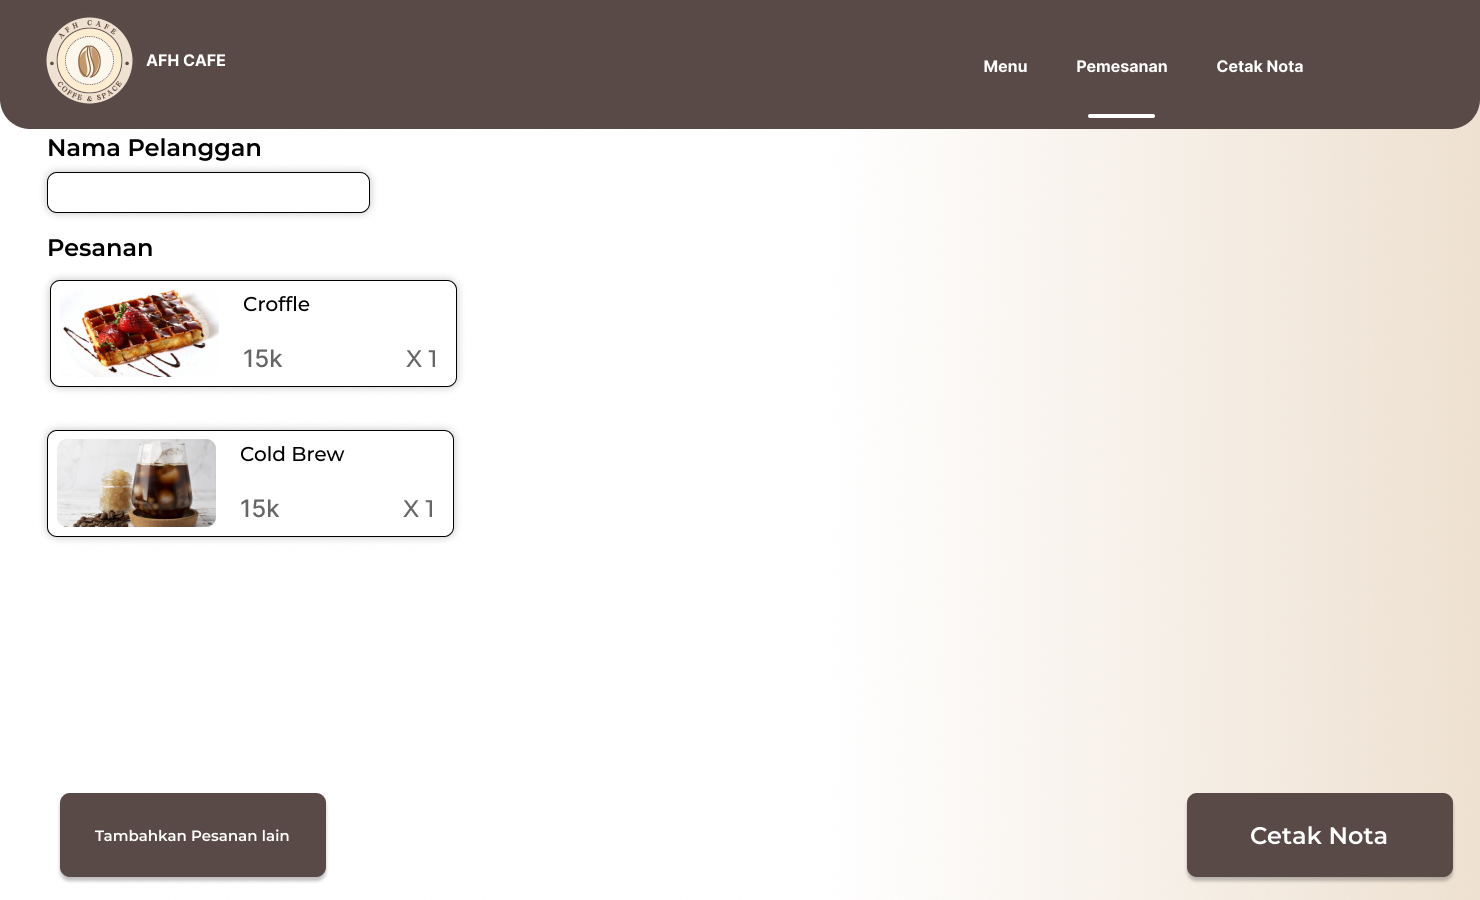 AFH CAFE
COFFE & SPACE
AFH CAFE
Menu
Pemesanan
Cetak Nota
Nama Pelanggan
Pesanan
Croffle
15k
X 1
Cold Brew
15k
X 1
Tambahkan Pesanan lain
Cetak Nota